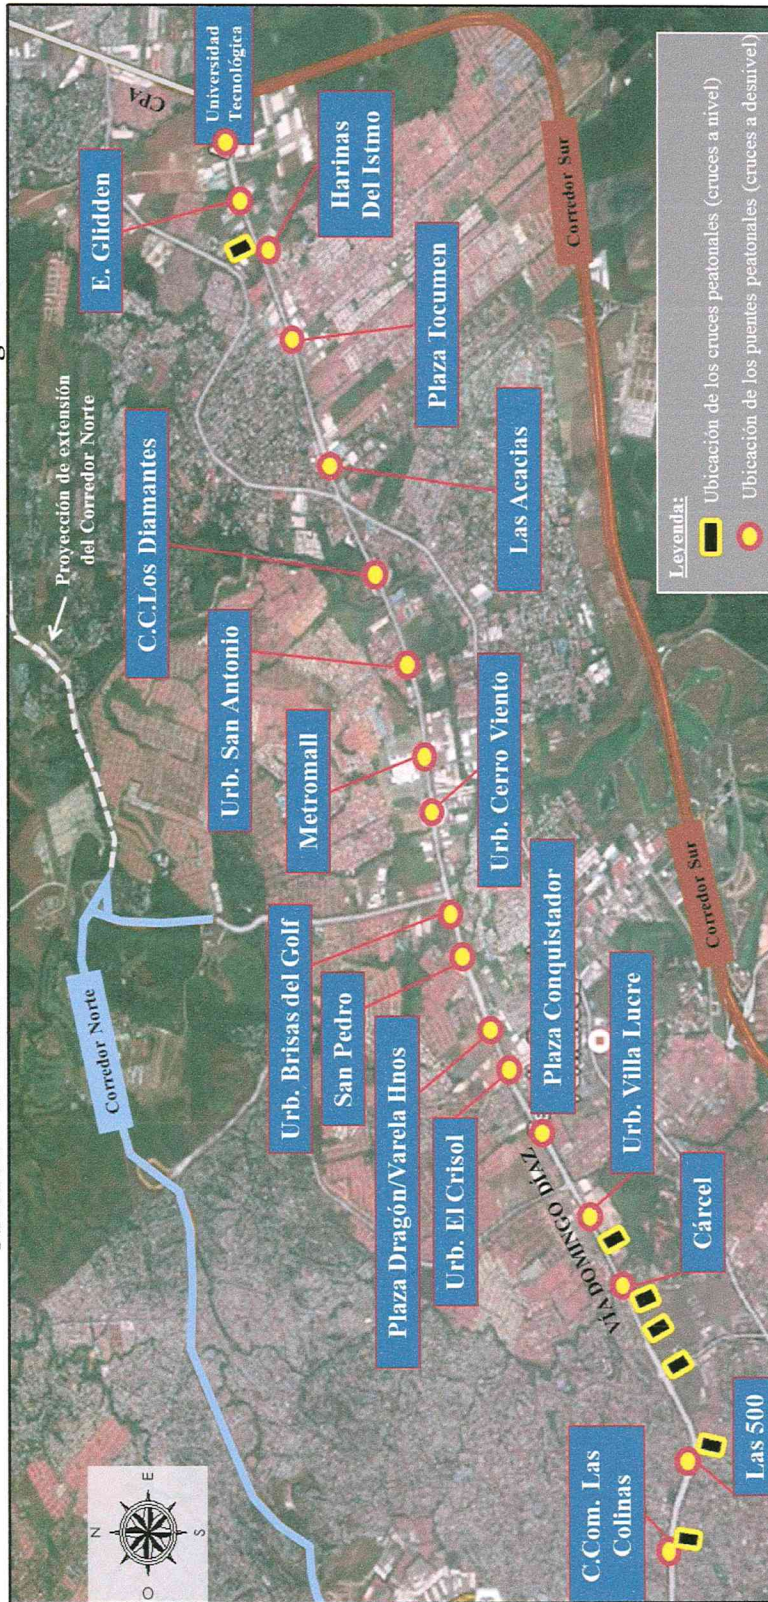 CPA
Universidad
Tecnológica
E. Glidden
Harinas
Del Istmo
Proyección de extensión
del Corredor Norte
Plaza Tocumen
Corredor Sur
C.C.Los Diamantes
Las Acacias
Urb. San Antonio
Metromall
Urb. Cerro Viento
Corredor Norte
Urb. Brisas del Golf
San Pedro
Plaza Dragón/Varela Hnos
Urb. El Crisol
Plaza Conquistador
Corredor Sur
VÍA DOMINGO DÍAZ
Urb. Villa Lucre
Cárcel
Las 500
C.Com. Las
Colinas
N
E
S
O
Leyenda:
Ubicación de los cruces peatonales (cruces a nivel)
Ubicación de los puentes peatonales (cruces a desnivel)